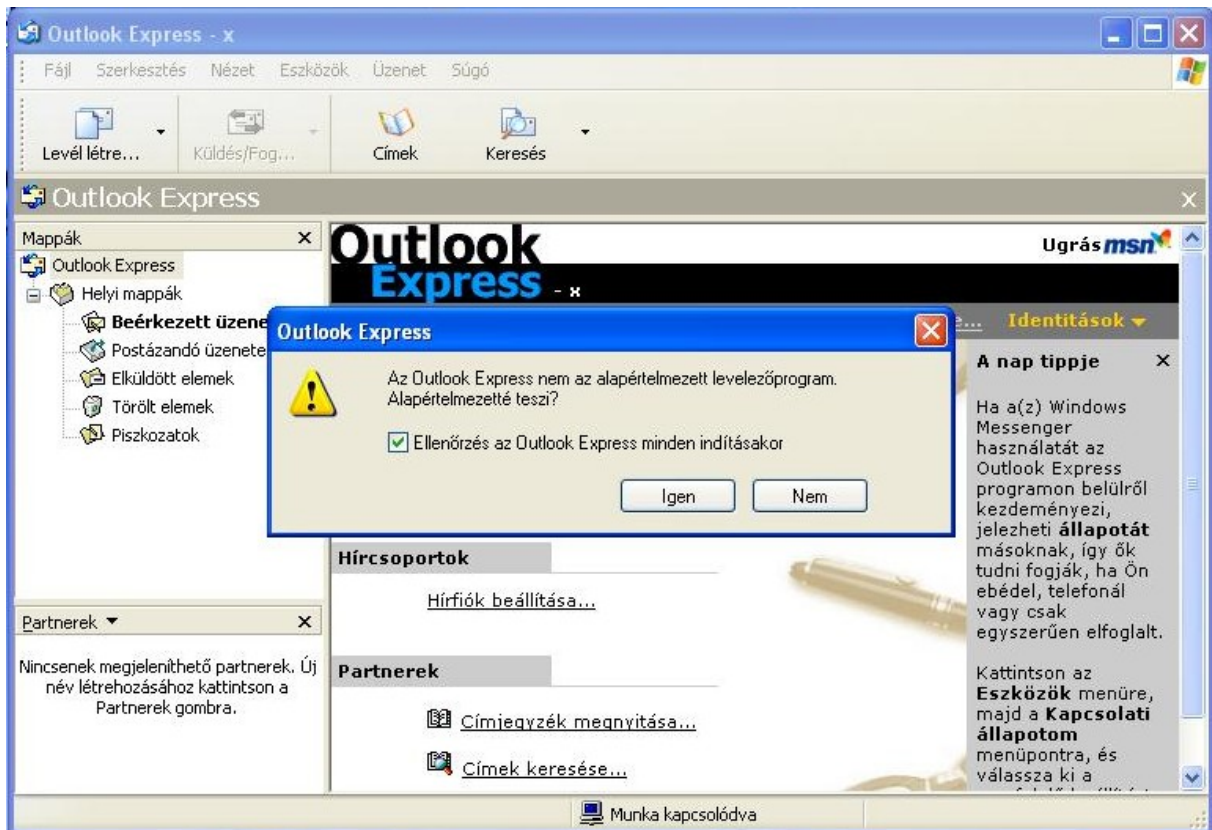 Outlook Express - x
Fájl Szerkesztés Nézet Eszközök Üzenet Súgó
Levél létre... Küldés/Fog... Címek Keresés
Outlook Express
Mappák
Outlook Express
Helyi mappák
Beérkezett üzene
Postázandó üzenete
Elküldött elemek
Törölt elemek
Piszkozatok
Partnerek
Nincsenek megjeleníthető partnerek. Új
név létrehozásához kattintson a
Partnerek gombra.
Outlook
Express - x
Ugrás msn
Identitások
Outlook Express
Az Outlook Express nem az alapértelmezett levelezőprogram.
Alapértelmezetté teszi?
Ellenőrzés az Outlook Express minden indításakor
Igen Nem
Hírcsoportok
Hírfiók beállítása...
Partnerek
Címjegyzék megnyitása...
Címek keresése...
A nap tippje
Ha a(z) Windows
Messenger
használatát az
Outlook Express
programon belülről
kezdeményezi,
jelezheti állapotát
másoknak, így ők
tudni fogják, ha Ön
ebédel, telefonál
vagy csak
egyszerűen elfoglalt.
Kattintson az
Eszközök menüre,
majd a Kapcsolati
állapotom
menüpontra, és
válassza ki a
Munka kapcsolódva